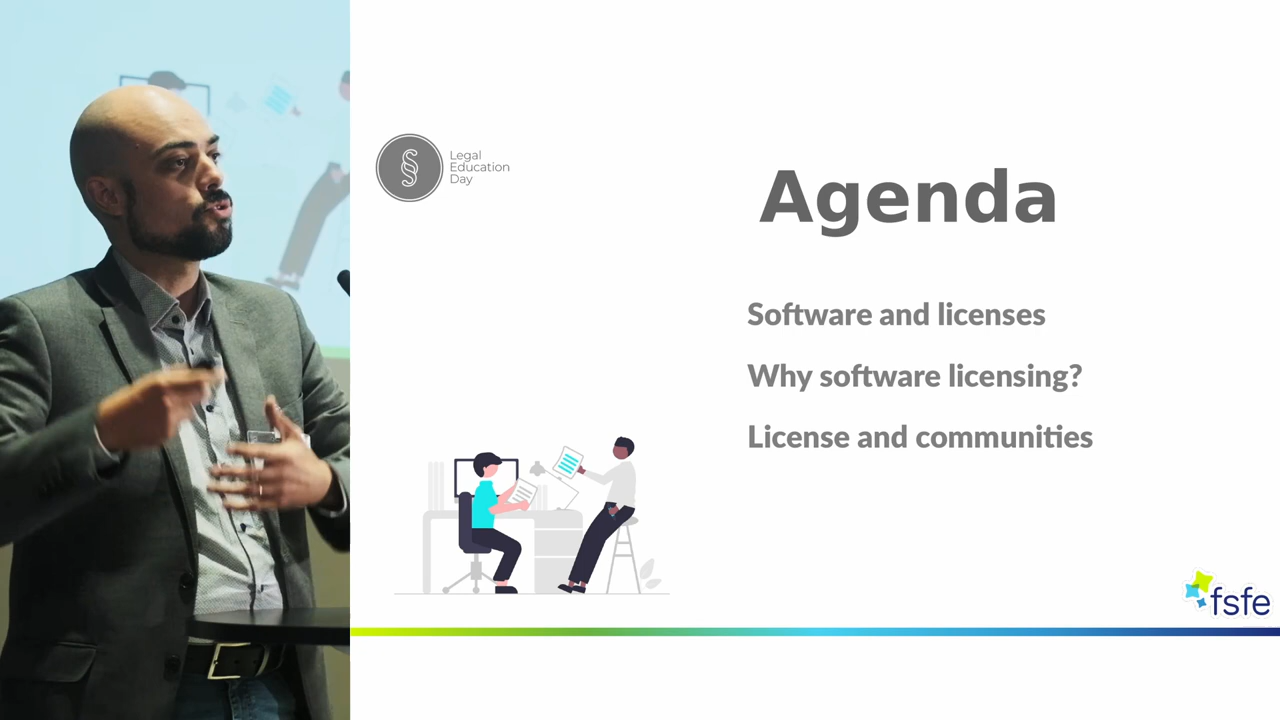 Legal
Education
Day
Agenda
Software and licenses
Why software licensing?
License and communities
fsfe